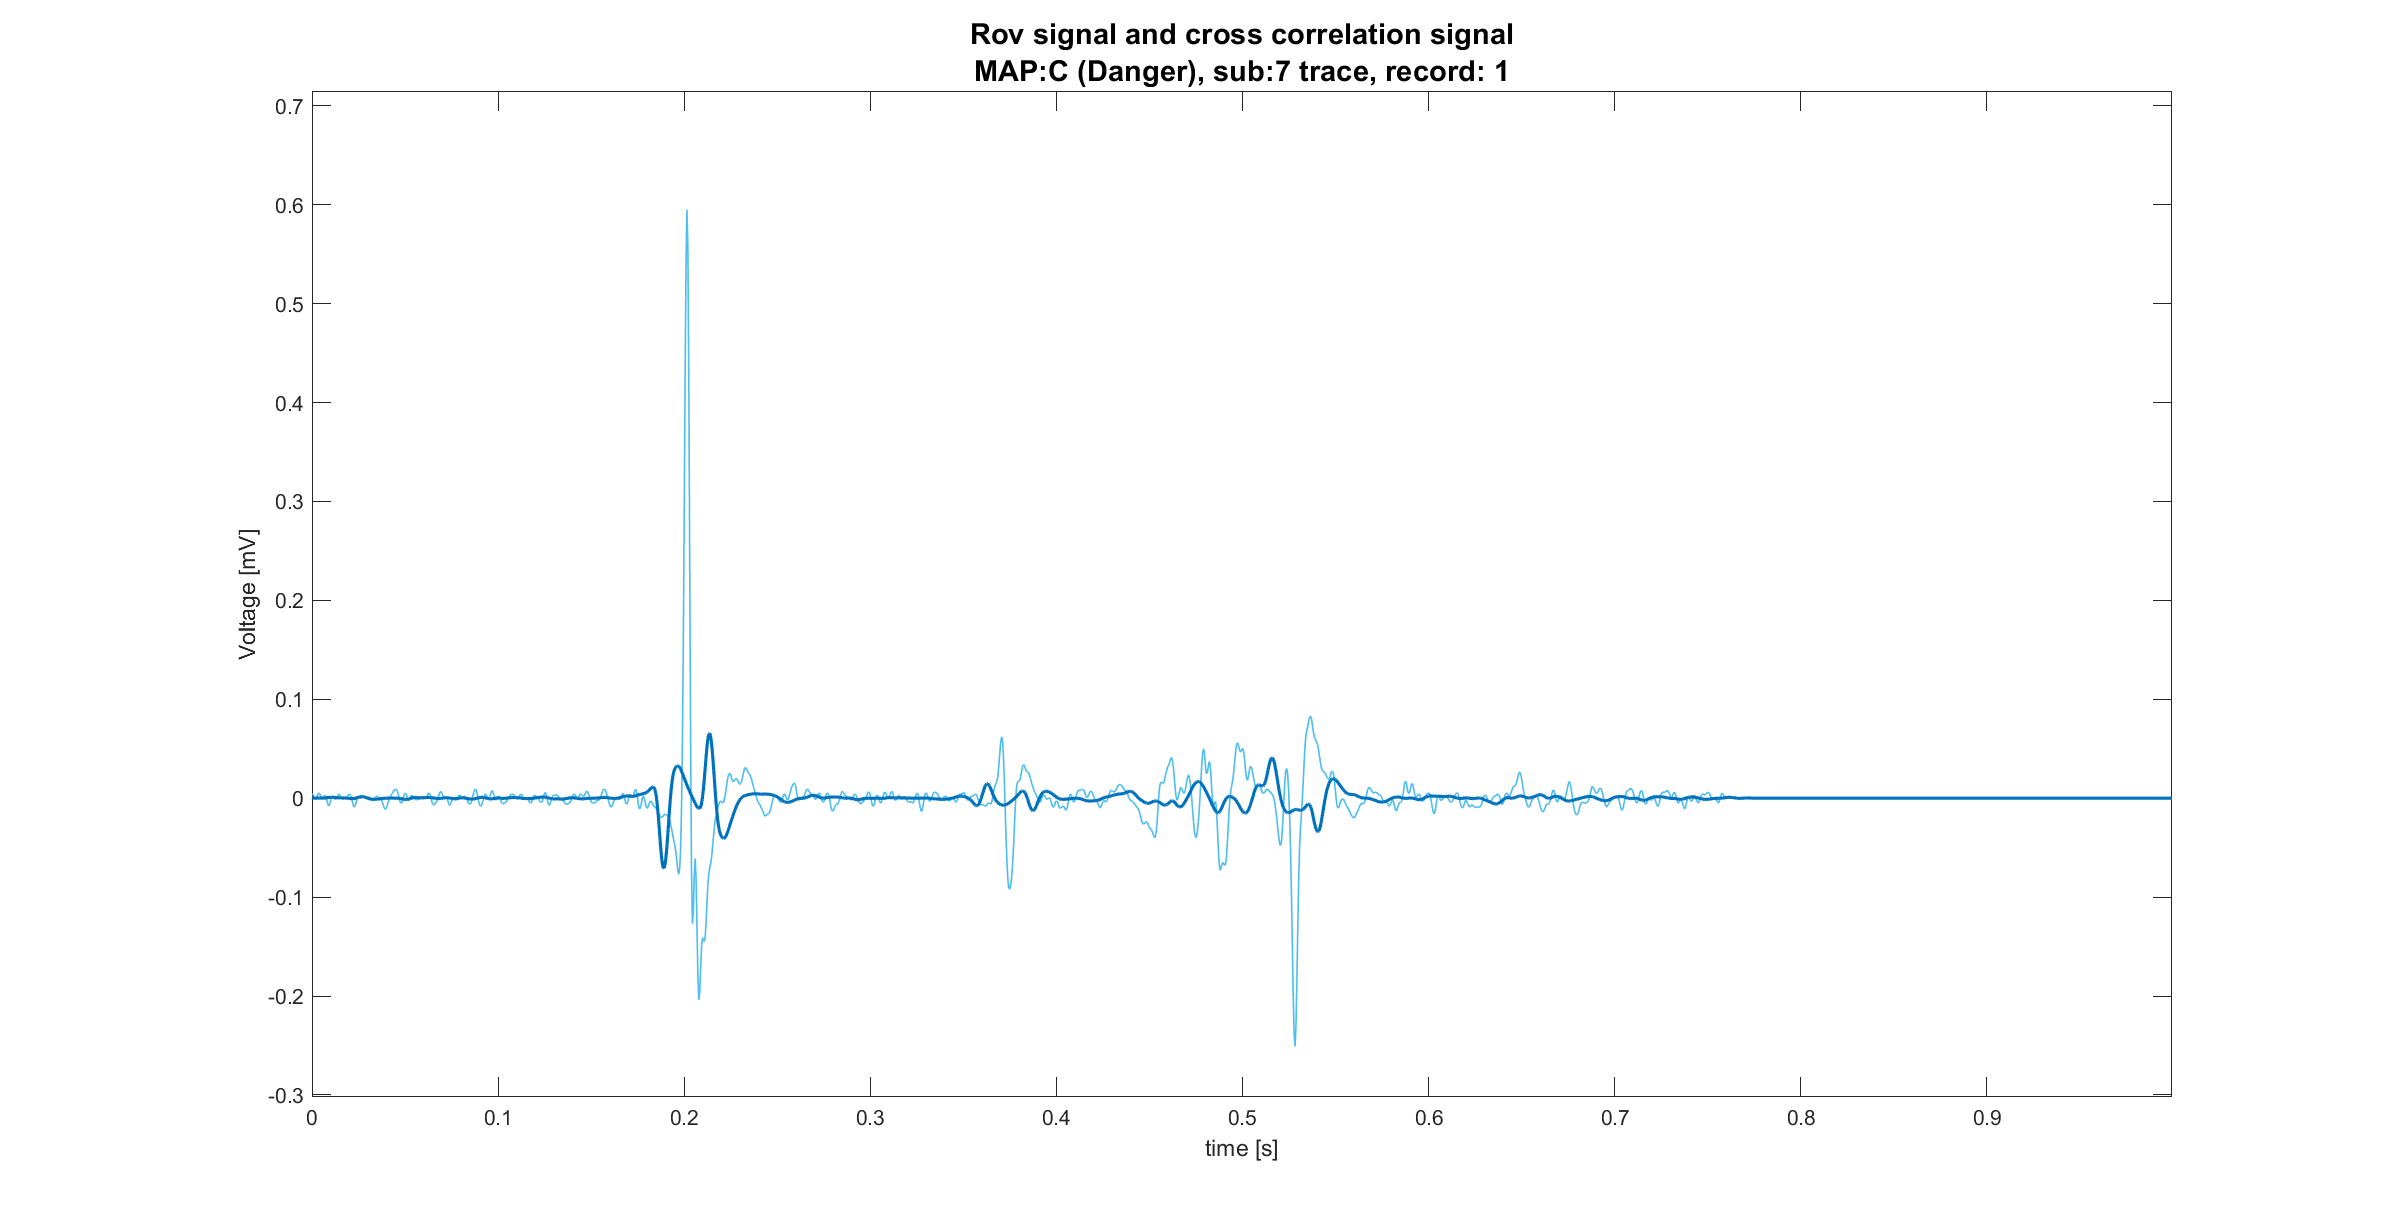 Rov signal and cross correlation signal
MAP:C (Danger), sub:7 trace, record: 1
0.7
0.6
0.5
0.4
0.3
0.2
0.1
0
-0.1
-0.2
-0.3
Voltage [mV]
0 0.1 0.2 0.3 0.4 0.5 0.6 0.7 0.8 0.9
time [s]